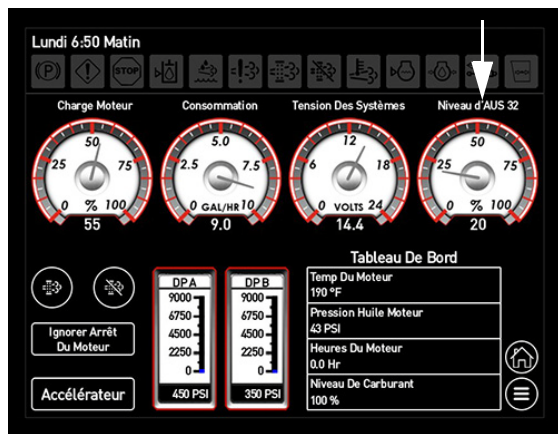 Lundi 6:50 Matin
(P) STOP
Charge Moteur Consommation Tension Des Systèmes Niveau d'AUS 32
50 5.0 12 50
25 75 2.5 7.5 6 18 25 75
0 % 100 0 GAL/HR 10 0 VOLTS 24 0 % 100
55 9.0 14.4 20
Tableau De Bord
DP A DP B
9000 9000
6750 6750
4500 4500
2250 2250
0 0
450 PSI 350 PSI
Temp Du Moteur
190 °F
Pression Huile Moteur
43 PSI
Heures Du Moteur
0.0 Hr
Niveau De Carburant
100 %
Ignorer Arrêt
Du Moteur
Accélérateur